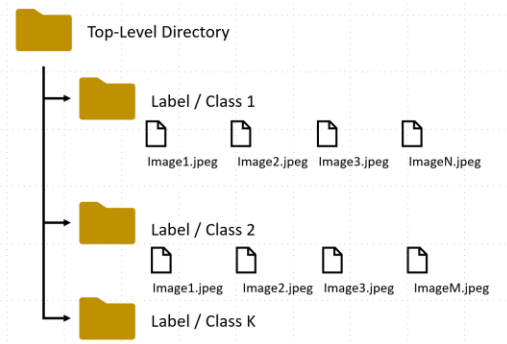 Top-Level Directory
Label / Class 1
Image1.jpeg Image2.jpeg Image3.jpeg ImageN.jpeg
Label / Class 2
Image1.jpeg Image2.jpeg Image3.jpeg ImageM.jpeg
Label / Class K